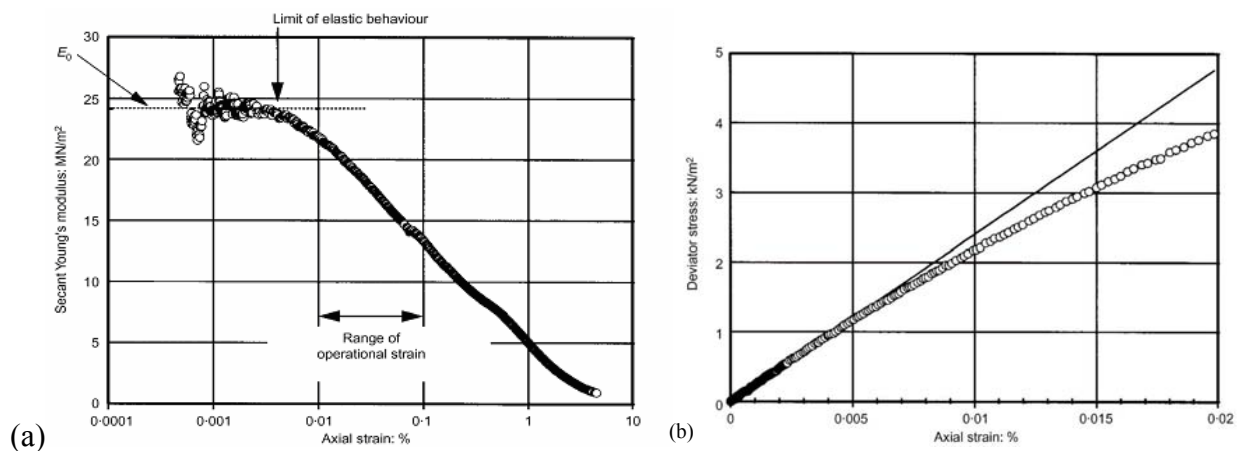 Limit of elastic behaviour
E0
30
25
20
15
10
5
0
Secant Young's modulus: MN/m²
Range of
operational strain
0·0001
0·001
0·01
0·1
1
10
Axial strain: %
(a)
5
4
3
2
1
0
Deviator stress: kN/m²
0
0·005
0·01
0·015
0·02
Axial strain: %
(b)